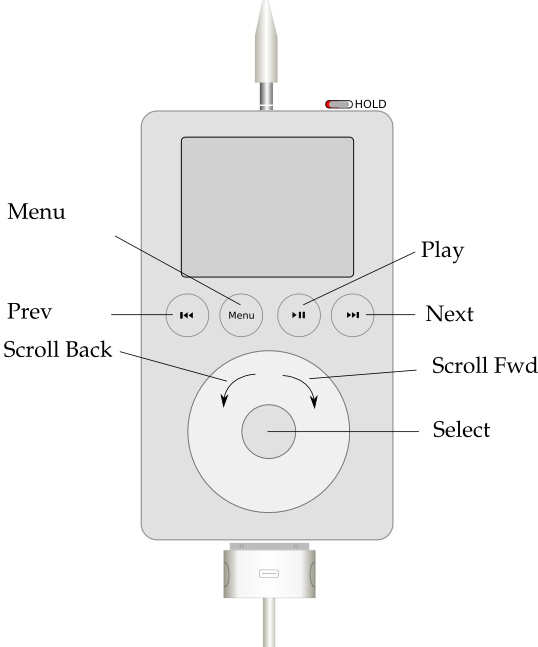 HOLD
Menu
Play
Prev
Menu
Next
Scroll Back
Scroll Fwd
Select